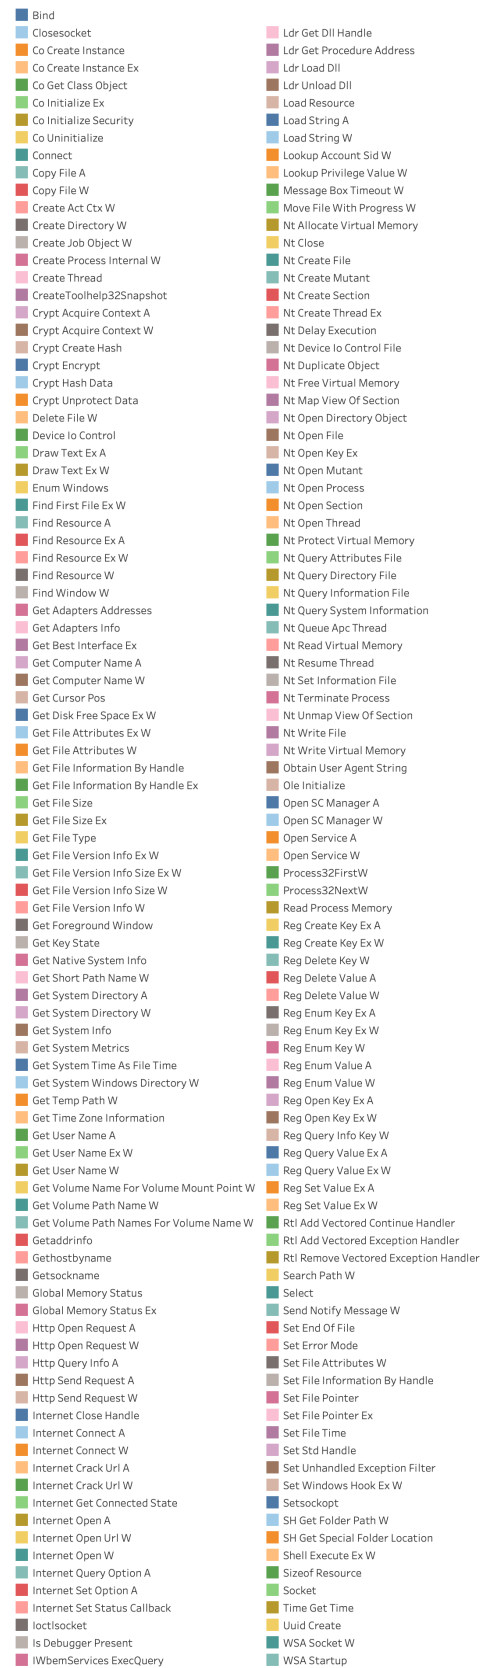 Bind
Closesocket
Co Create Instance
Co Create Instance Ex
Co Get Class Object
Co Initialize Ex
Co Initialize Security
Co Uninitialize
Connect
Copy File A
Copy File W
Create Act Ctx W
Create Directory W
Create Job Object W
Create Process Internal W
Create Thread
CreateToolhelp32Snapshot
Crypt Acquire Context A
Crypt Acquire Context W
Crypt Create Hash
Crypt Encrypt
Crypt Hash Data
Crypt Unprotect Data
Delete File W
Device Io Control
Draw Text Ex A
Draw Text Ex W
Enum Windows
Find First File Ex W
Find Resource A
Find Resource Ex A
Find Resource Ex W
Find Resource W
Find Window W
Get Adapters Addresses
Get Adapters Info
Get Best Interface Ex
Get Computer Name A
Get Computer Name W
Get Cursor Pos
Get Disk Free Space Ex W
Get File Attributes Ex W
Get File Attributes W
Get File Information By Handle
Get File Information By Handle Ex
Get File Size
Get File Size Ex
Get File Type
Get File Version Info Ex W
Get File Version Info Size Ex W
Get File Version Info Size W
Get File Version Info W
Get Foreground Window
Get Key State
Get Native System Info
Get Short Path Name W
Get System Directory A
Get System Directory W
Get System Info
Get System Metrics
Get System Time As File Time
Get System Windows Directory W
Get Temp Path W
Get Time Zone Information
Get User Name A
Get User Name Ex W
Get User Name W
Get Volume Name For Volume Mount Point W
Get Volume Path Name W
Get Volume Path Names For Volume Name W
Getaddrinfo
Gethostbyname
Getsockname
Global Memory Status
Global Memory Status Ex
Http Open Request A
Http Open Request W
Http Query Info A
Http Send Request A
Http Send Request W
Internet Close Handle
Internet Connect A
Internet Connect W
Internet Crack Url A
Internet Crack Url W
Internet Get Connected State
Internet Open A
Internet Open Url W
Internet Open W
Internet Query Option A
Internet Set Option A
Internet Set Status Callback
Ioctlsocket
Is Debugger Present
IWbemServices ExecQuery
Ldr Get Dll Handle
Ldr Get Procedure Address
Ldr Load Dll
Ldr Unload Dll
Load Resource
Load String A
Load String W
Lookup Account Sid W
Lookup Privilege Value W
Message Box Timeout W
Move File With Progress W
Nt Allocate Virtual Memory
Nt Close
Nt Create File
Nt Create Mutant
Nt Create Section
Nt Create Thread Ex
Nt Delay Execution
Nt Device Io Control File
Nt Duplicate Object
Nt Free Virtual Memory
Nt Map View Of Section
Nt Open Directory Object
Nt Open File
Nt Open Key Ex
Nt Open Mutant
Nt Open Process
Nt Open Section
Nt Open Thread
Nt Protect Virtual Memory
Nt Query Attributes File
Nt Query Directory File
Nt Query Information File
Nt Query System Information
Nt Queue Apc Thread
Nt Read Virtual Memory
Nt Resume Thread
Nt Set Information File
Nt Terminate Process
Nt Unmap View Of Section
Nt Write File
Nt Write Virtual Memory
Obtain User Agent String
Ole Initialize
Open SC Manager A
Open SC Manager W
Open Service A
Open Service W
Process32FirstW
Process32NextW
Read Process Memory
Reg Create Key Ex A
Reg Create Key Ex W
Reg Delete Key W
Reg Delete Value A
Reg Delete Value W
Reg Enum Key Ex A
Reg Enum Key Ex W
Reg Enum Key W
Reg Enum Value A
Reg Enum Value W
Reg Open Key Ex A
Reg Open Key Ex W
Reg Query Info Key W
Reg Query Value Ex A
Reg Query Value Ex W
Reg Set Value Ex A
Reg Set Value Ex W
Rtl Add Vectored Continue Handler
Rtl Add Vectored Exception Handler
Rtl Remove Vectored Exception Handler
Search Path W
Select
Send Notify Message W
Set End Of File
Set Error Mode
Set File Attributes W
Set File Information By Handle
Set File Pointer
Set File Pointer Ex
Set File Time
Set Std Handle
Set Unhandled Exception Filter
Set Windows Hook Ex W
Setsockopt
SH Get Folder Path W
SH Get Special Folder Location
Shell Execute Ex W
Sizeof Resource
Socket
Time Get Time
Uuid Create
WSA Socket W
WSA Startup